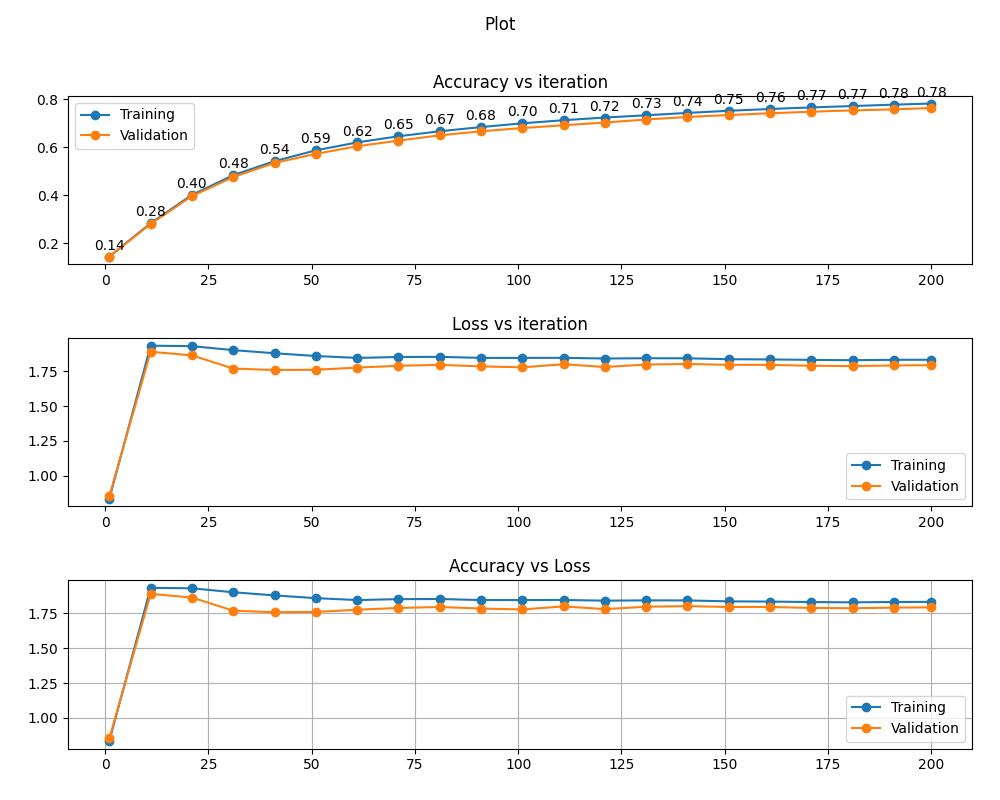 Plot
Accuracy vs iteration
0.8
0.6
0.4
0.2
Training
Validation
0.14
0.28
0.40
0.48
0.54
0.59
0.62
0.65
0.67
0.68
0.70
0.71
0.72
0.73
0.74
0.75
0.76
0.77
0.77
0.78
0.78
0 25 50 75 100 125 150 175 200
Loss vs iteration
1.75
1.50
1.25
1.00
Training
Validation
0 25 50 75 100 125 150 175 200
Accuracy vs Loss
1.75
1.50
1.25
1.00
Training
Validation
0 25 50 75 100 125 150 175 200